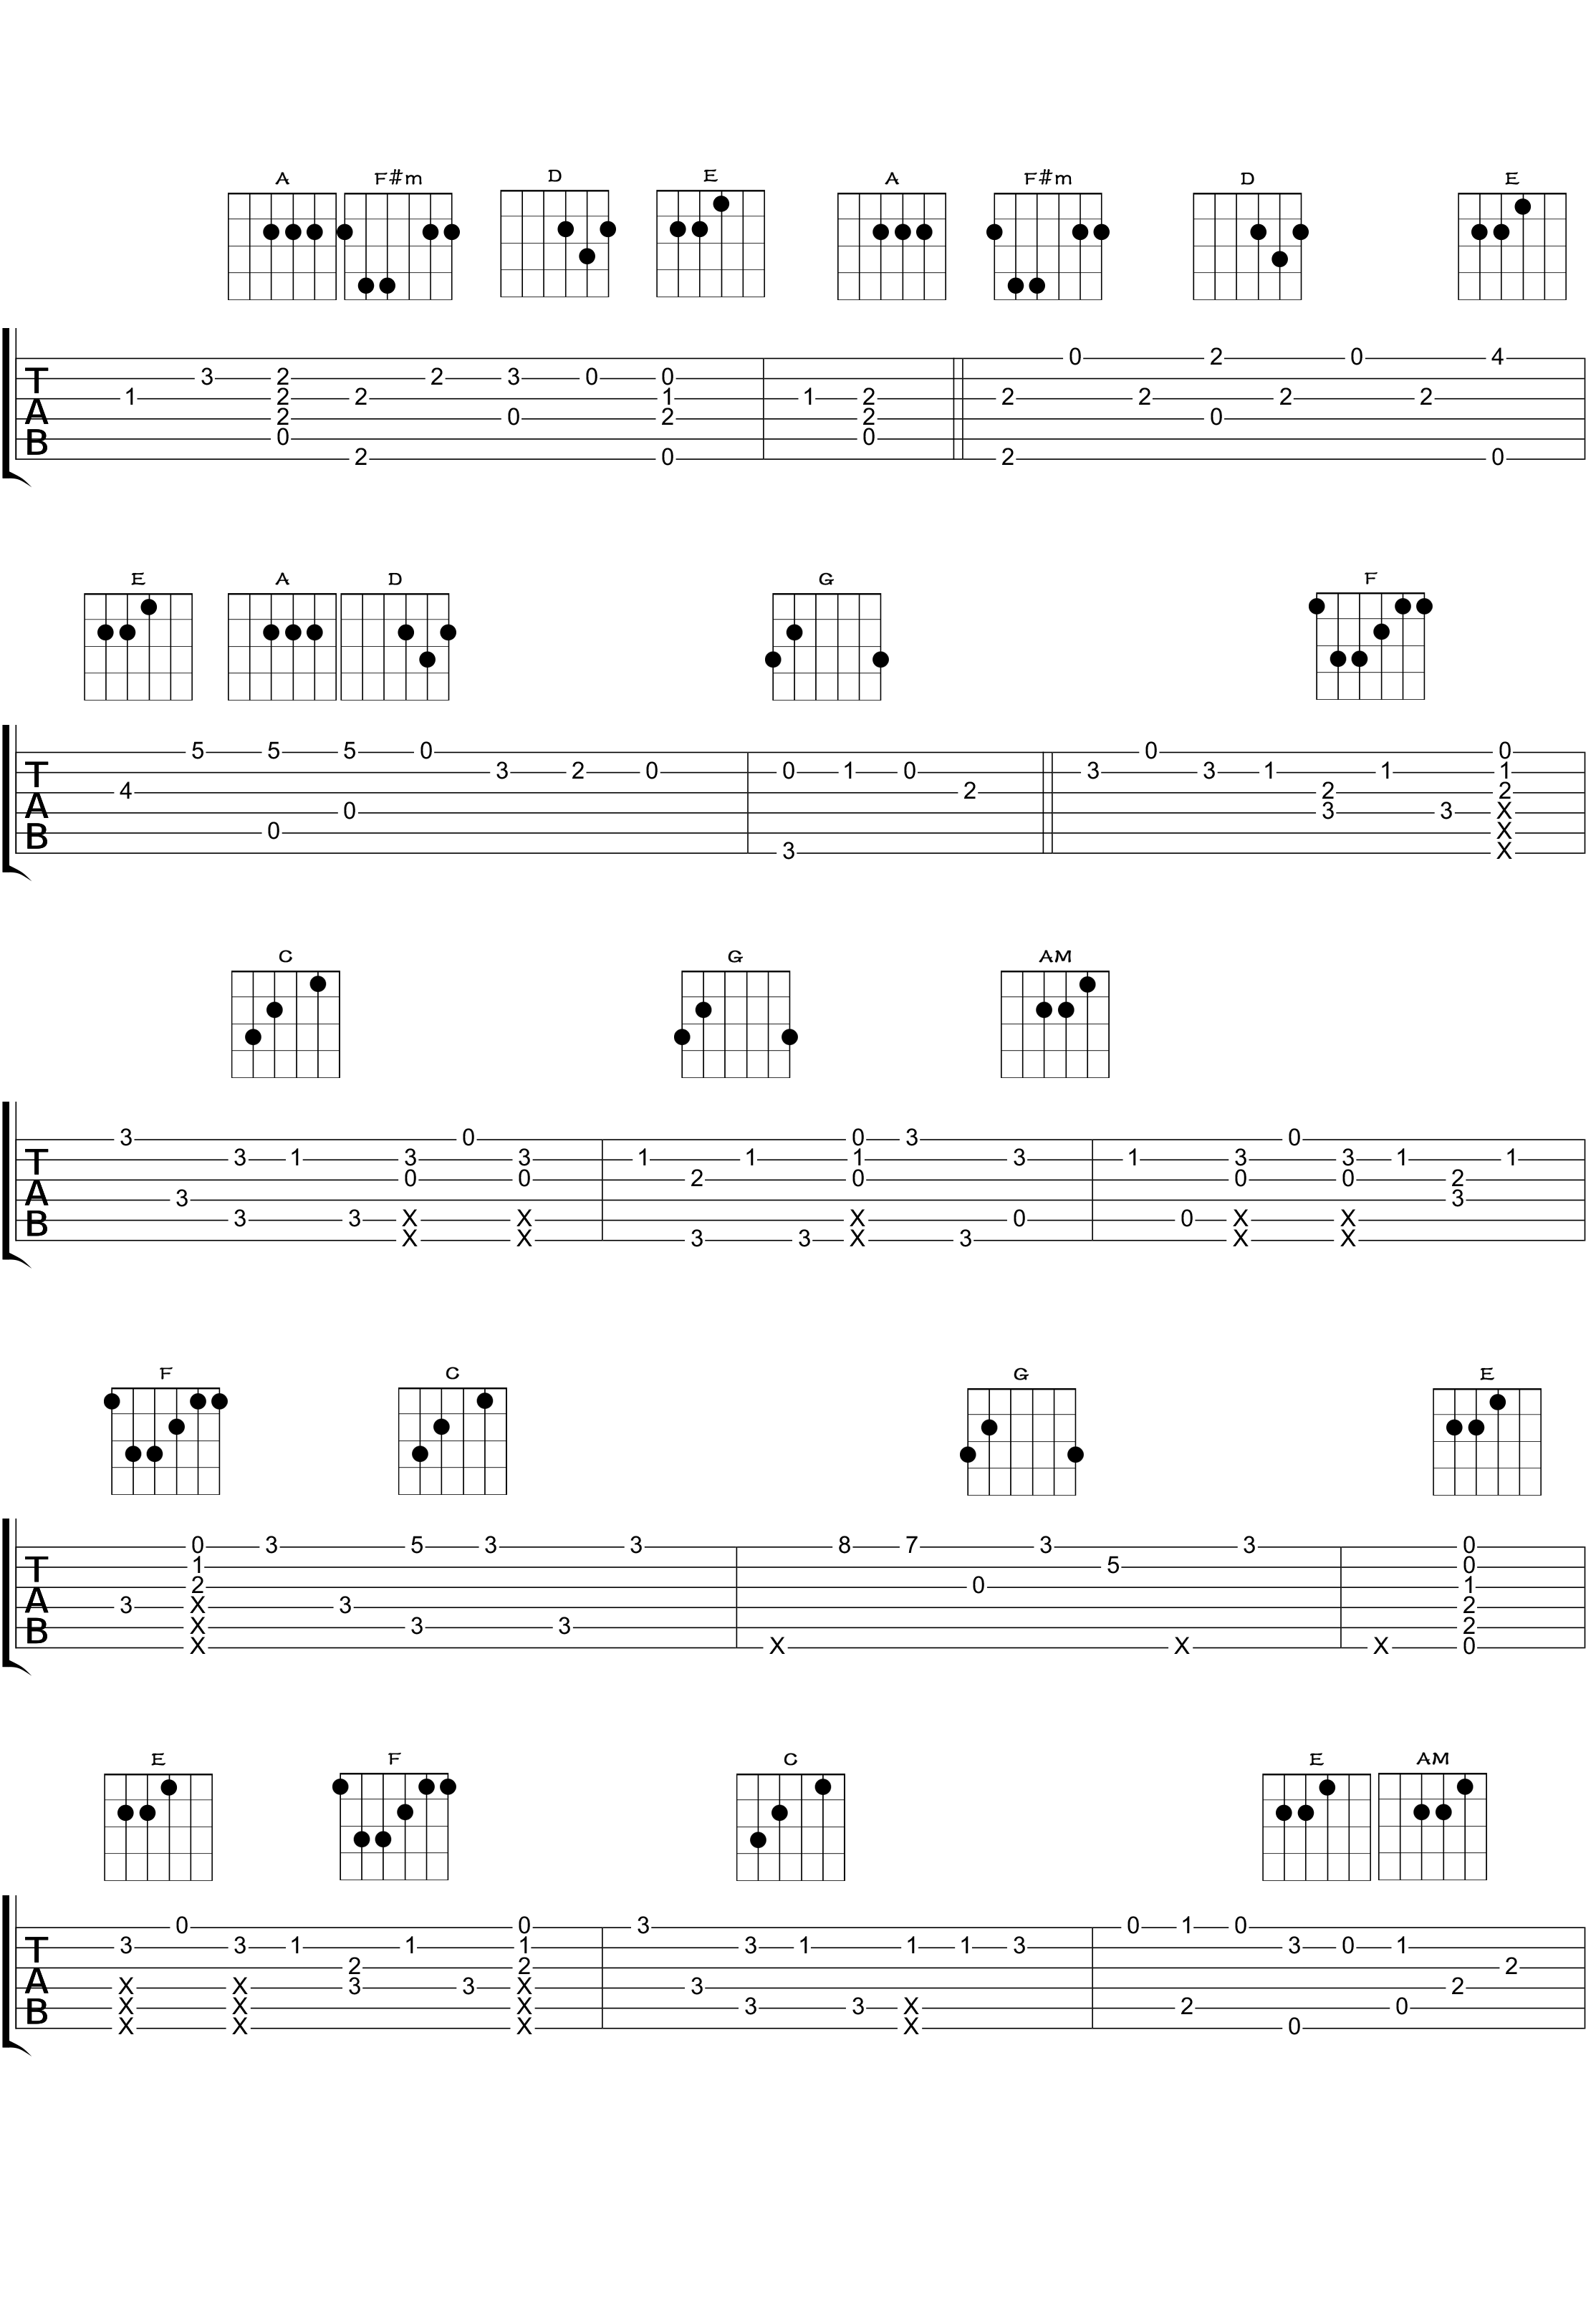 A F#m D E A F#m D E
0 2 0 4
T 3 2 2 3 0 0
1 2 2 1 1 2 2 2 2 2
A 2 0 2 2 0
B 0 0
2 0 2 0
E A D G F
5 5 5 0 0 0
T 3 2 0 0 1 0 3 3 1 1 1
4 2 2 2
A 0 3 3 X
B 0 X
3 X
C G AM
3 0 0 3 0
T 3 1 3 3 1 1 1 3 1 3 3 1 1
0 0 2 0 0 0 2
A 3 3
B 3 3 X X X 0 0 X X
X X 3 3 X 3 X X
F C G E
0 3 5 3 3 8 7 3 3 0
T 1 5 0
2 0 1
A 3 X 3 2
B X 3 3 2
X X X X 0
E F C E AM
0 0 3 0 1 0
T 3 3 1 1 1 3 1 1 1 3 3 0 1
2 2 2
A X X 3 3 X 3 2
B X X X 3 3 X 2 0
X X X X 0